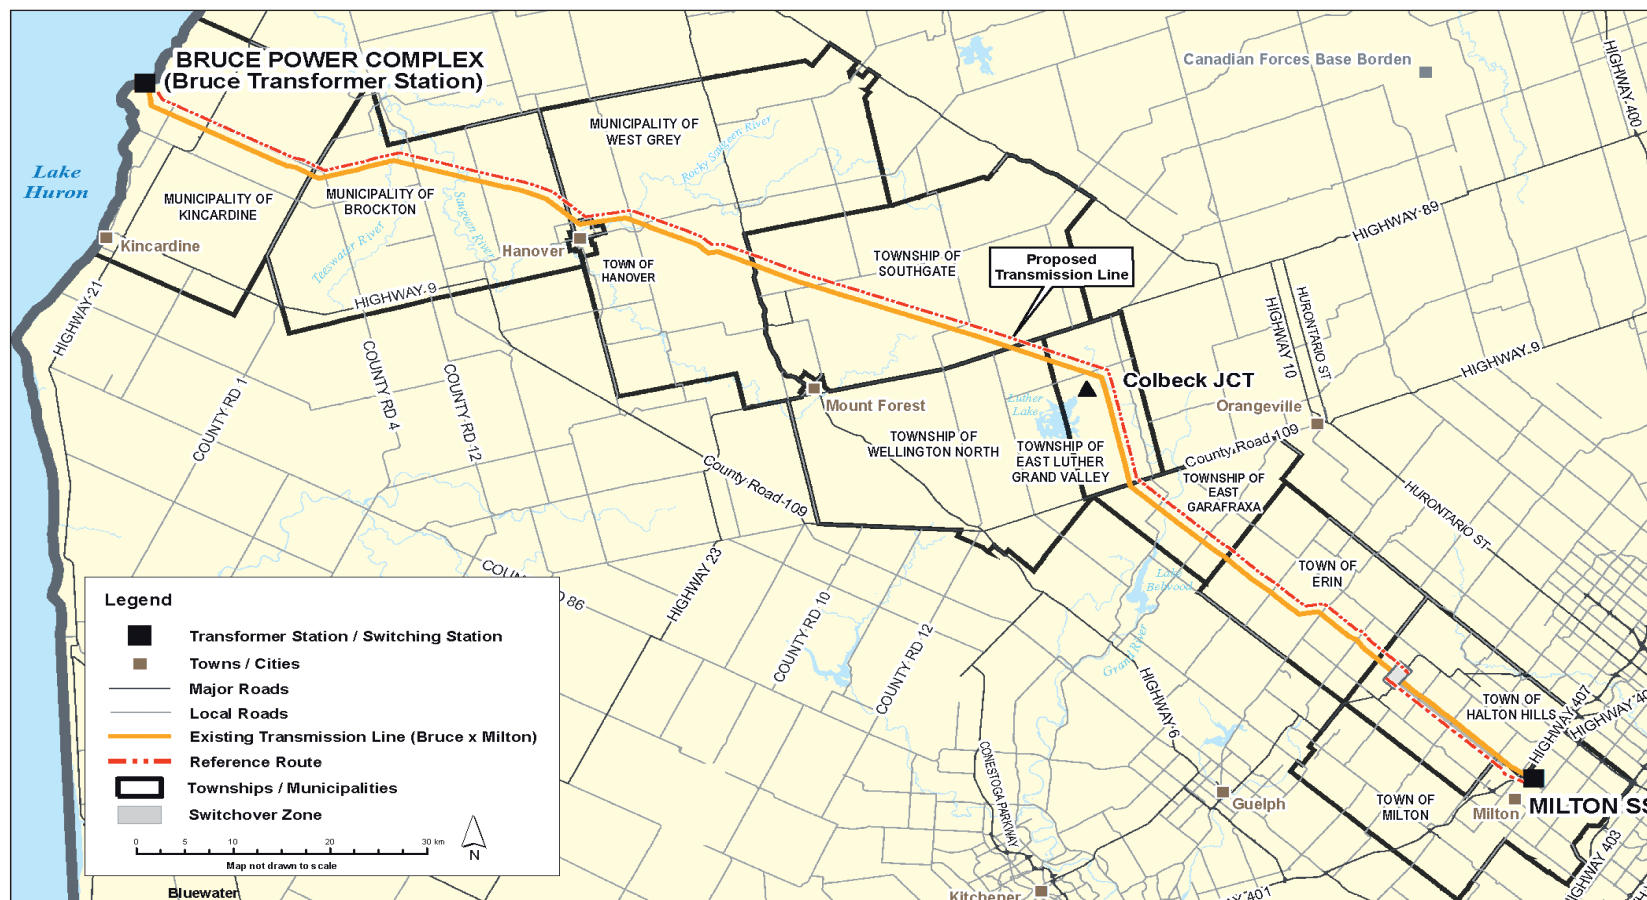 BRUCE POWER COMPLEX
(Bruce Transformer Station)
Canadian Forces Base Borden
HIGHWAY 400
Lake
Huron
MUNICIPALITY OF
WEST GREY
Rocky Saugeen River
MUNICIPALITY OF
KINCARDINE
MUNICIPALITY OF
BROCKTON
Saugeen River
Teeswater River
Kincardine
Hanover
TOWN OF
HANOVER
TOWNSHIP OF
SOUTHGATE
Proposed
Transmission Line
HIGHWAY 89
HIGHWAY 9
HIGHWAY 21
HIGHWAY 10
HURONTARIO ST
HIGHWAY 9
COUNTY RD 1
COUNTY RD 4
COUNTY RD 12
Colbeck JCT
Luther
Lake
Mount Forest
Orangeville
TOWNSHIP OF
WELLINGTON NORTH
TOWNSHIP OF
EAST LUTHER
GRAND VALLEY
County Road 109
County Road 109
TOWNSHIP OF
EAST
GARAFRAXA
HURONTARIO ST
HIGHWAY 23
TOWN OF
ERIN
Lake
Belwood
Grand River
COUNTY RD 10
COUNTY RD 12
HIGHWAY 6
TOWN OF
HALTON HILLS
HIGHWAY 407
CONESTOGA PARKWAY
Guelph
TOWN OF
MILTON
Milton
MILTON SS
HIGHWAY 403
Kitchener
Bluewater
Legend
Transformer Station / Switching Station
Towns / Cities
Major Roads
Local Roads
Existing Transmission Line (Bruce x Milton)
Reference Route
Townships / Municipalities
Switchover Zone
0 5 10 20 30 km
Map not drawn to scale
N